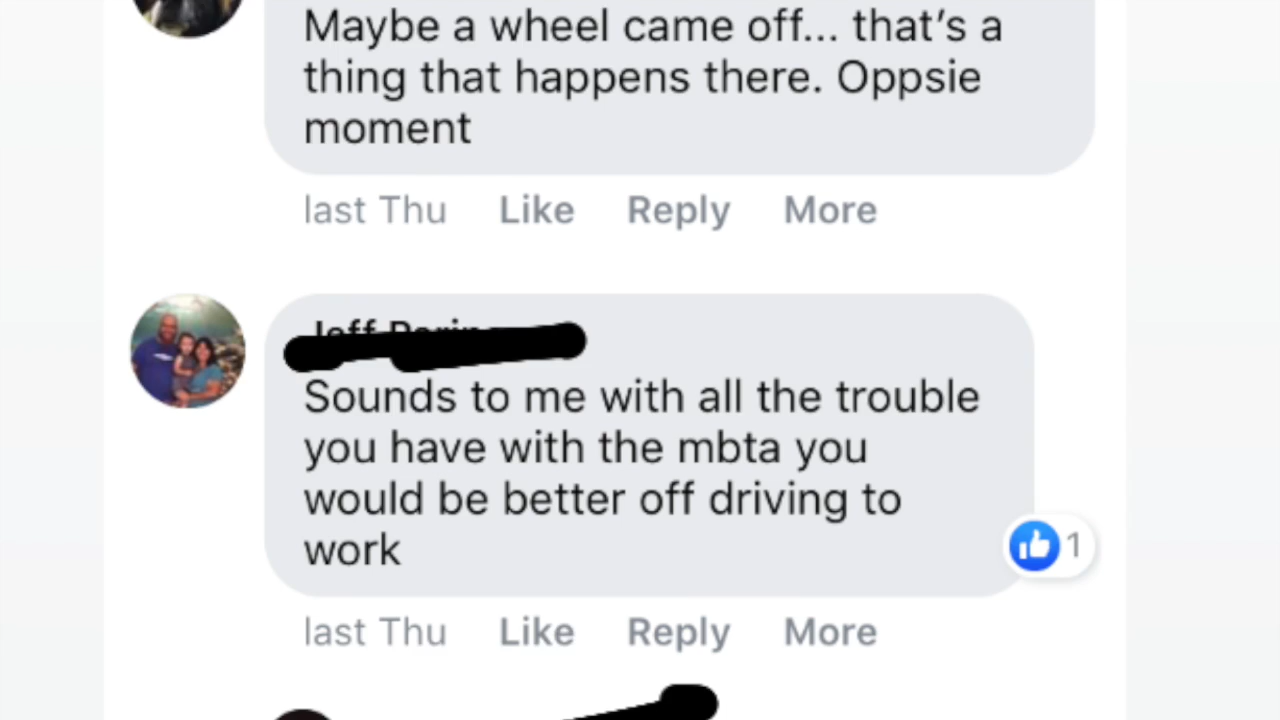 Maybe a wheel came off... that's a
thing that happens there. Oppsie
moment
last Thu Like Reply More
Sounds to me with all the trouble
you have with the mbta you
would be better off driving to
work
1
last Thu Like Reply More